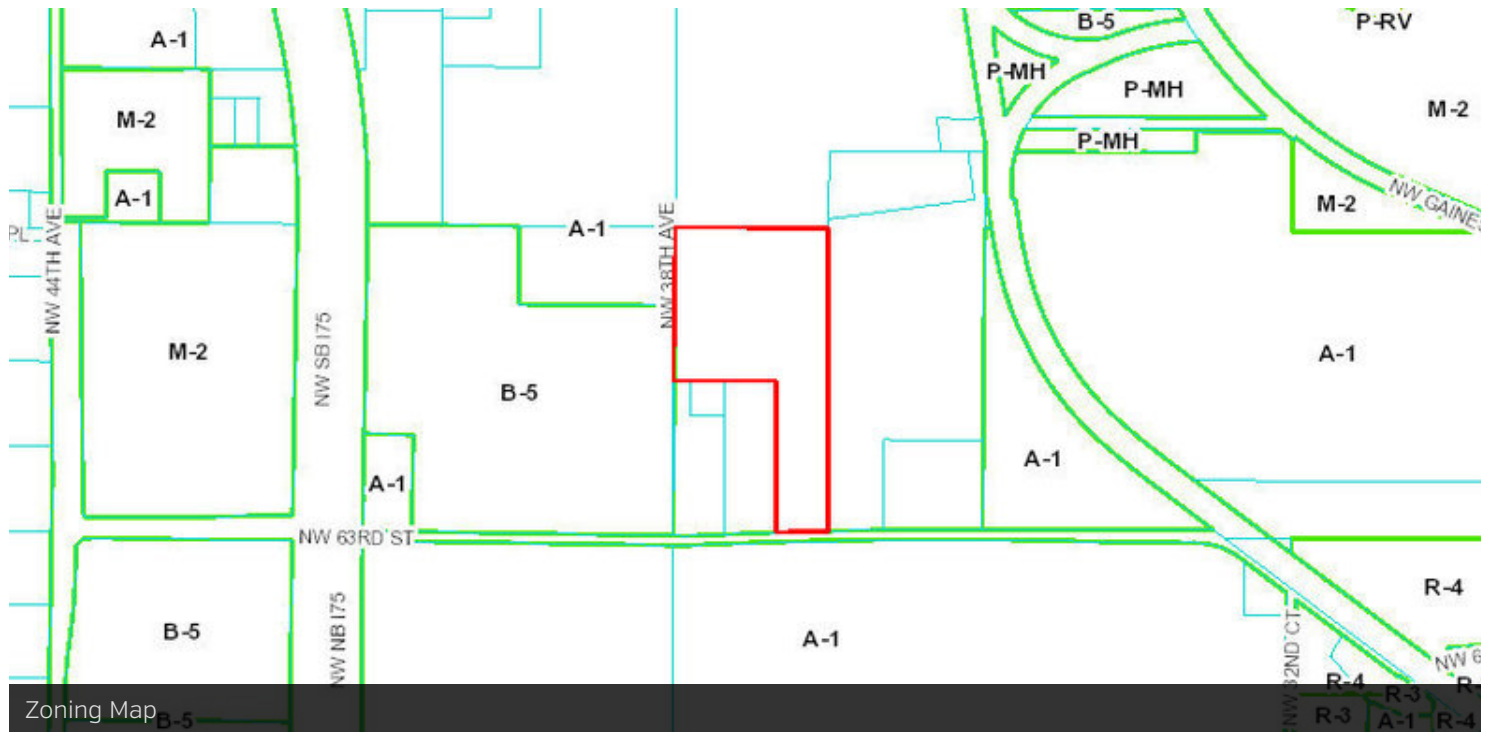 B-5
P-RV
A-1
P-MH
P-MH
M-2
M-2
P-MH
A-1
M-2
NW GAINES
A-1
PL
NW 44TH AVE
NW 38TH AVE
M-2
NW SB I75
A-1
B-5
A-1
A-1
NW 63RD ST
R-4
B-5
NW NB I75
A-1
NW 6
32ND CT
R-4
R-3
R-
Zoning Map
B-5
R-3
A-1
R-4